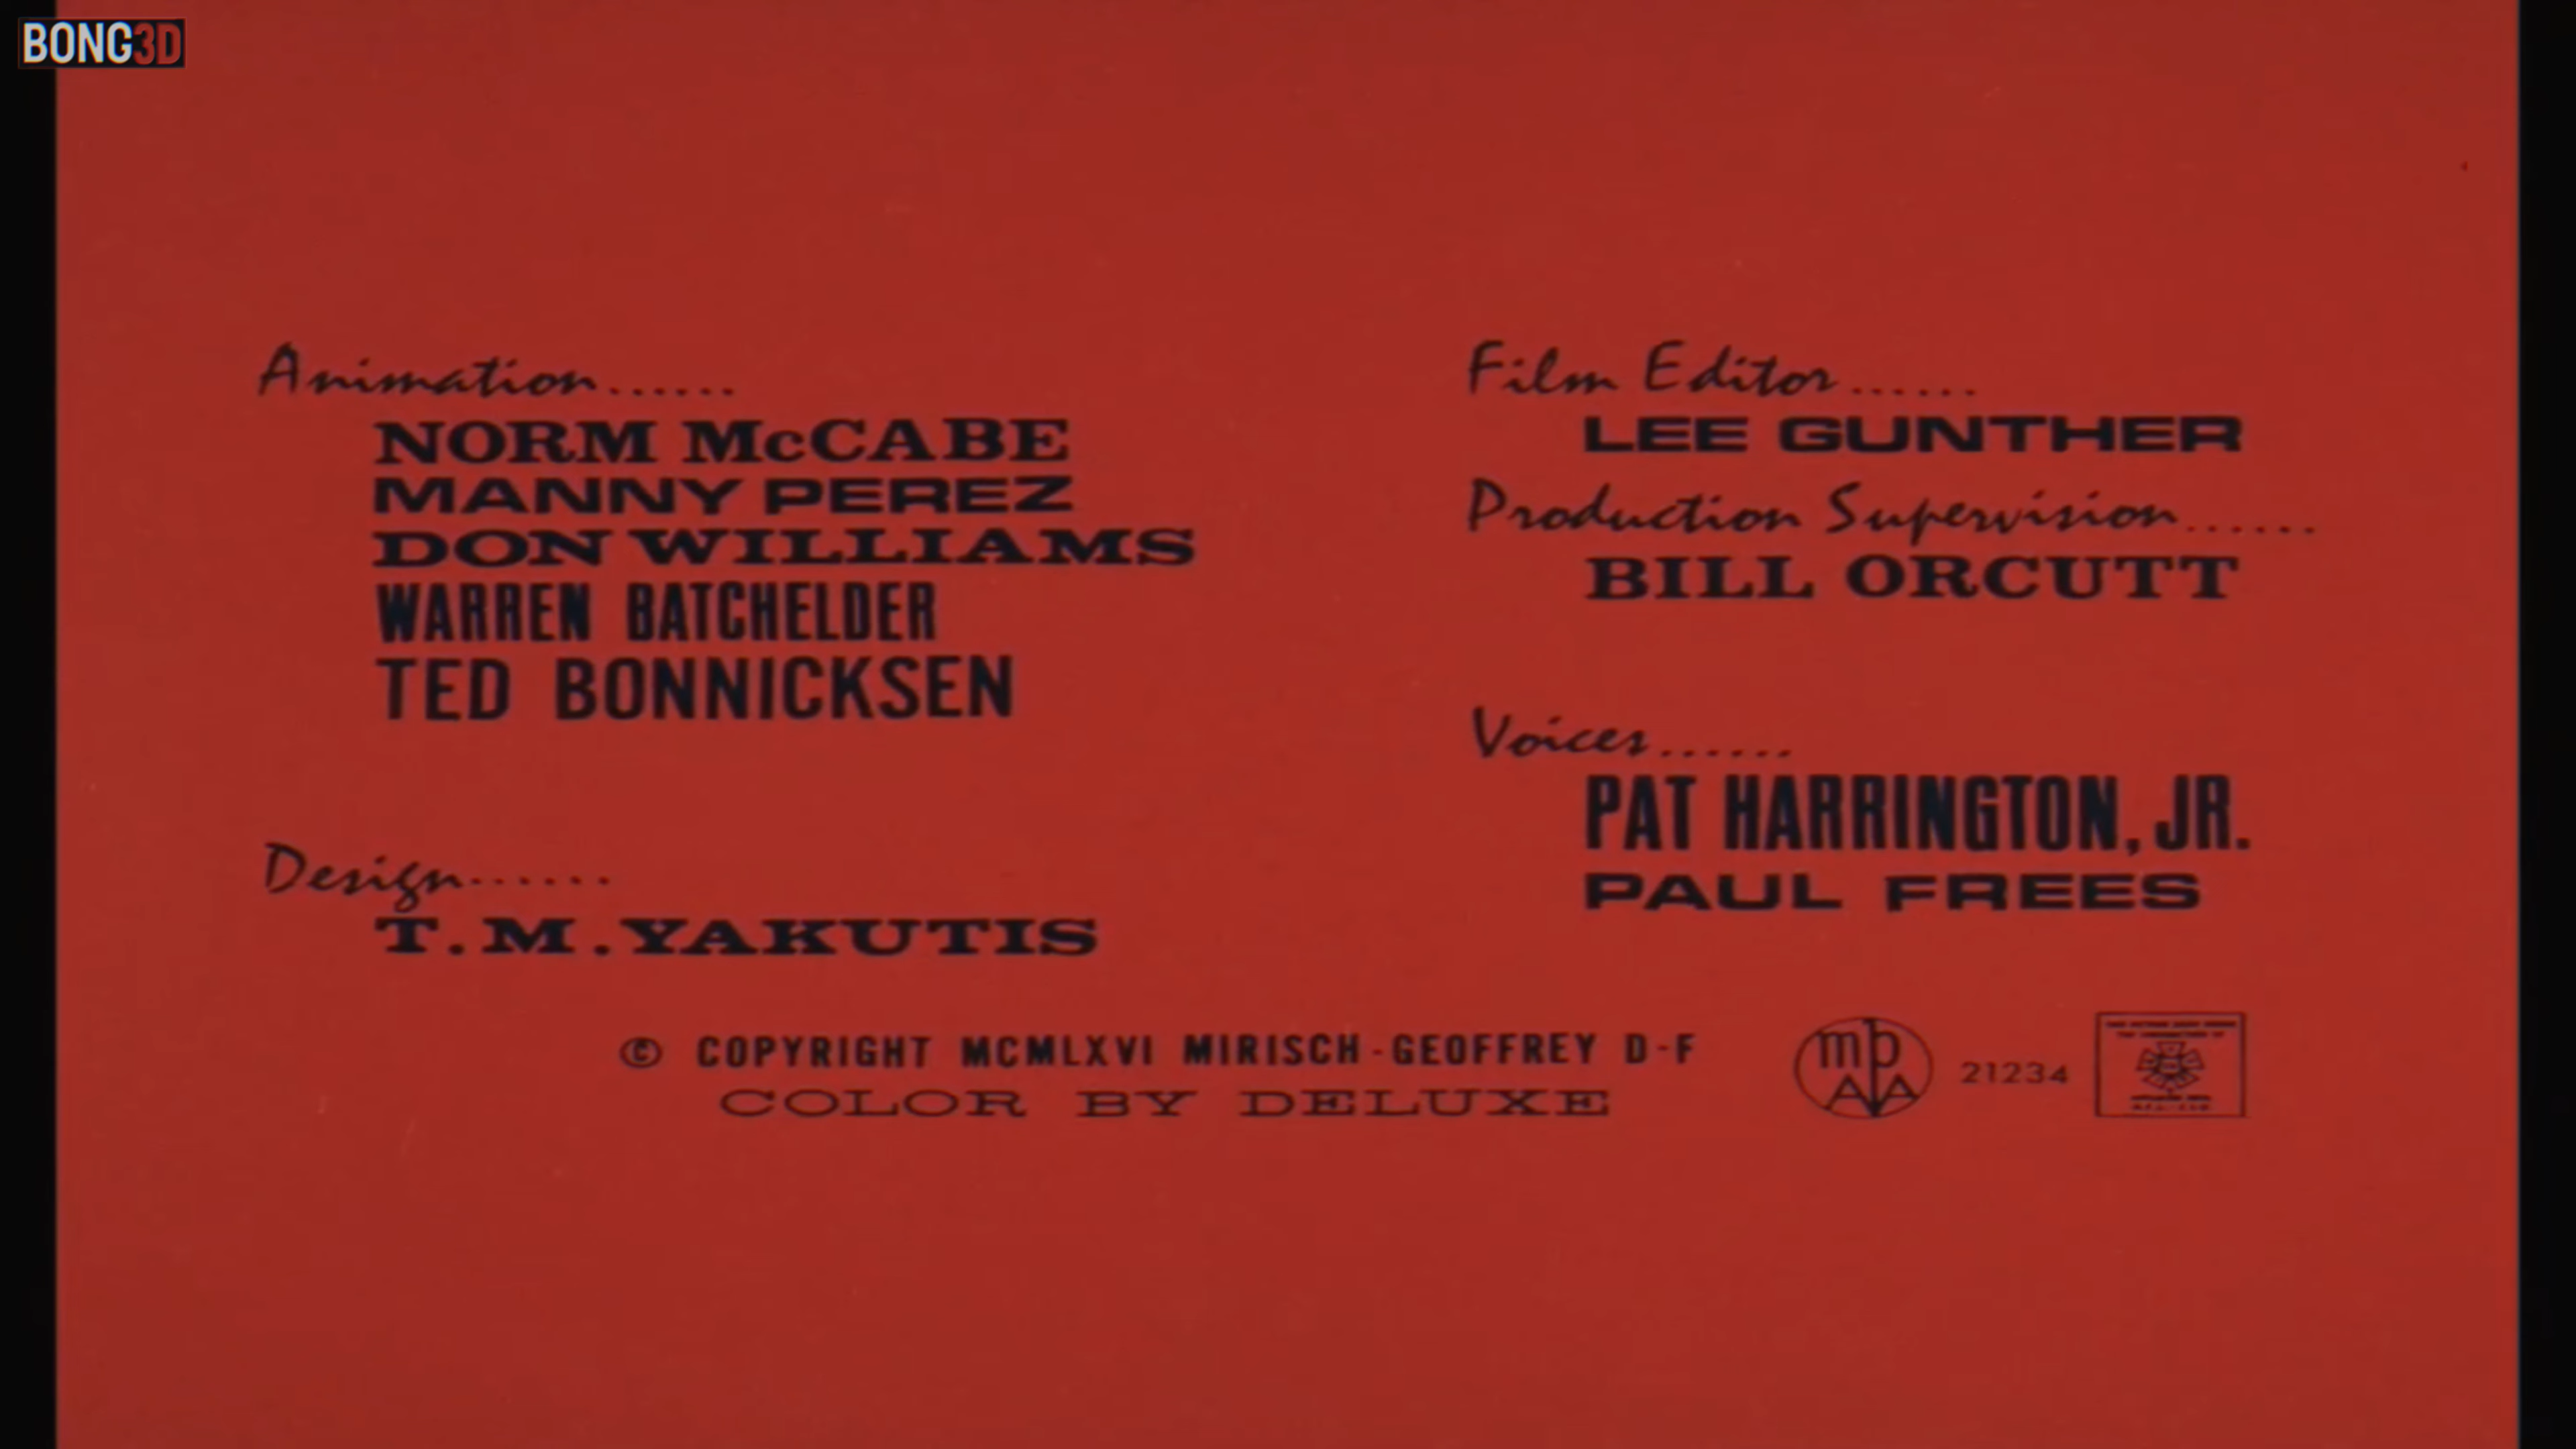 BONG3D
Animation......
NORM McCABE
MANNY PEREZ
DON WILLIAMS
WARREN BATCHELDER
TED BONNICKSEN
Design......
T.M.YAKUTIS
Film Editor......
LEE GUNTHER
Production Supervision......
BILL ORCUTT
Voices......
PAT HARRINGTON, JR.
PAUL FREES
© COPYRIGHT MCMLXVI MIRISCH-GEOFFREY D-F
COLOR BY DELUXE
mpAA
21234